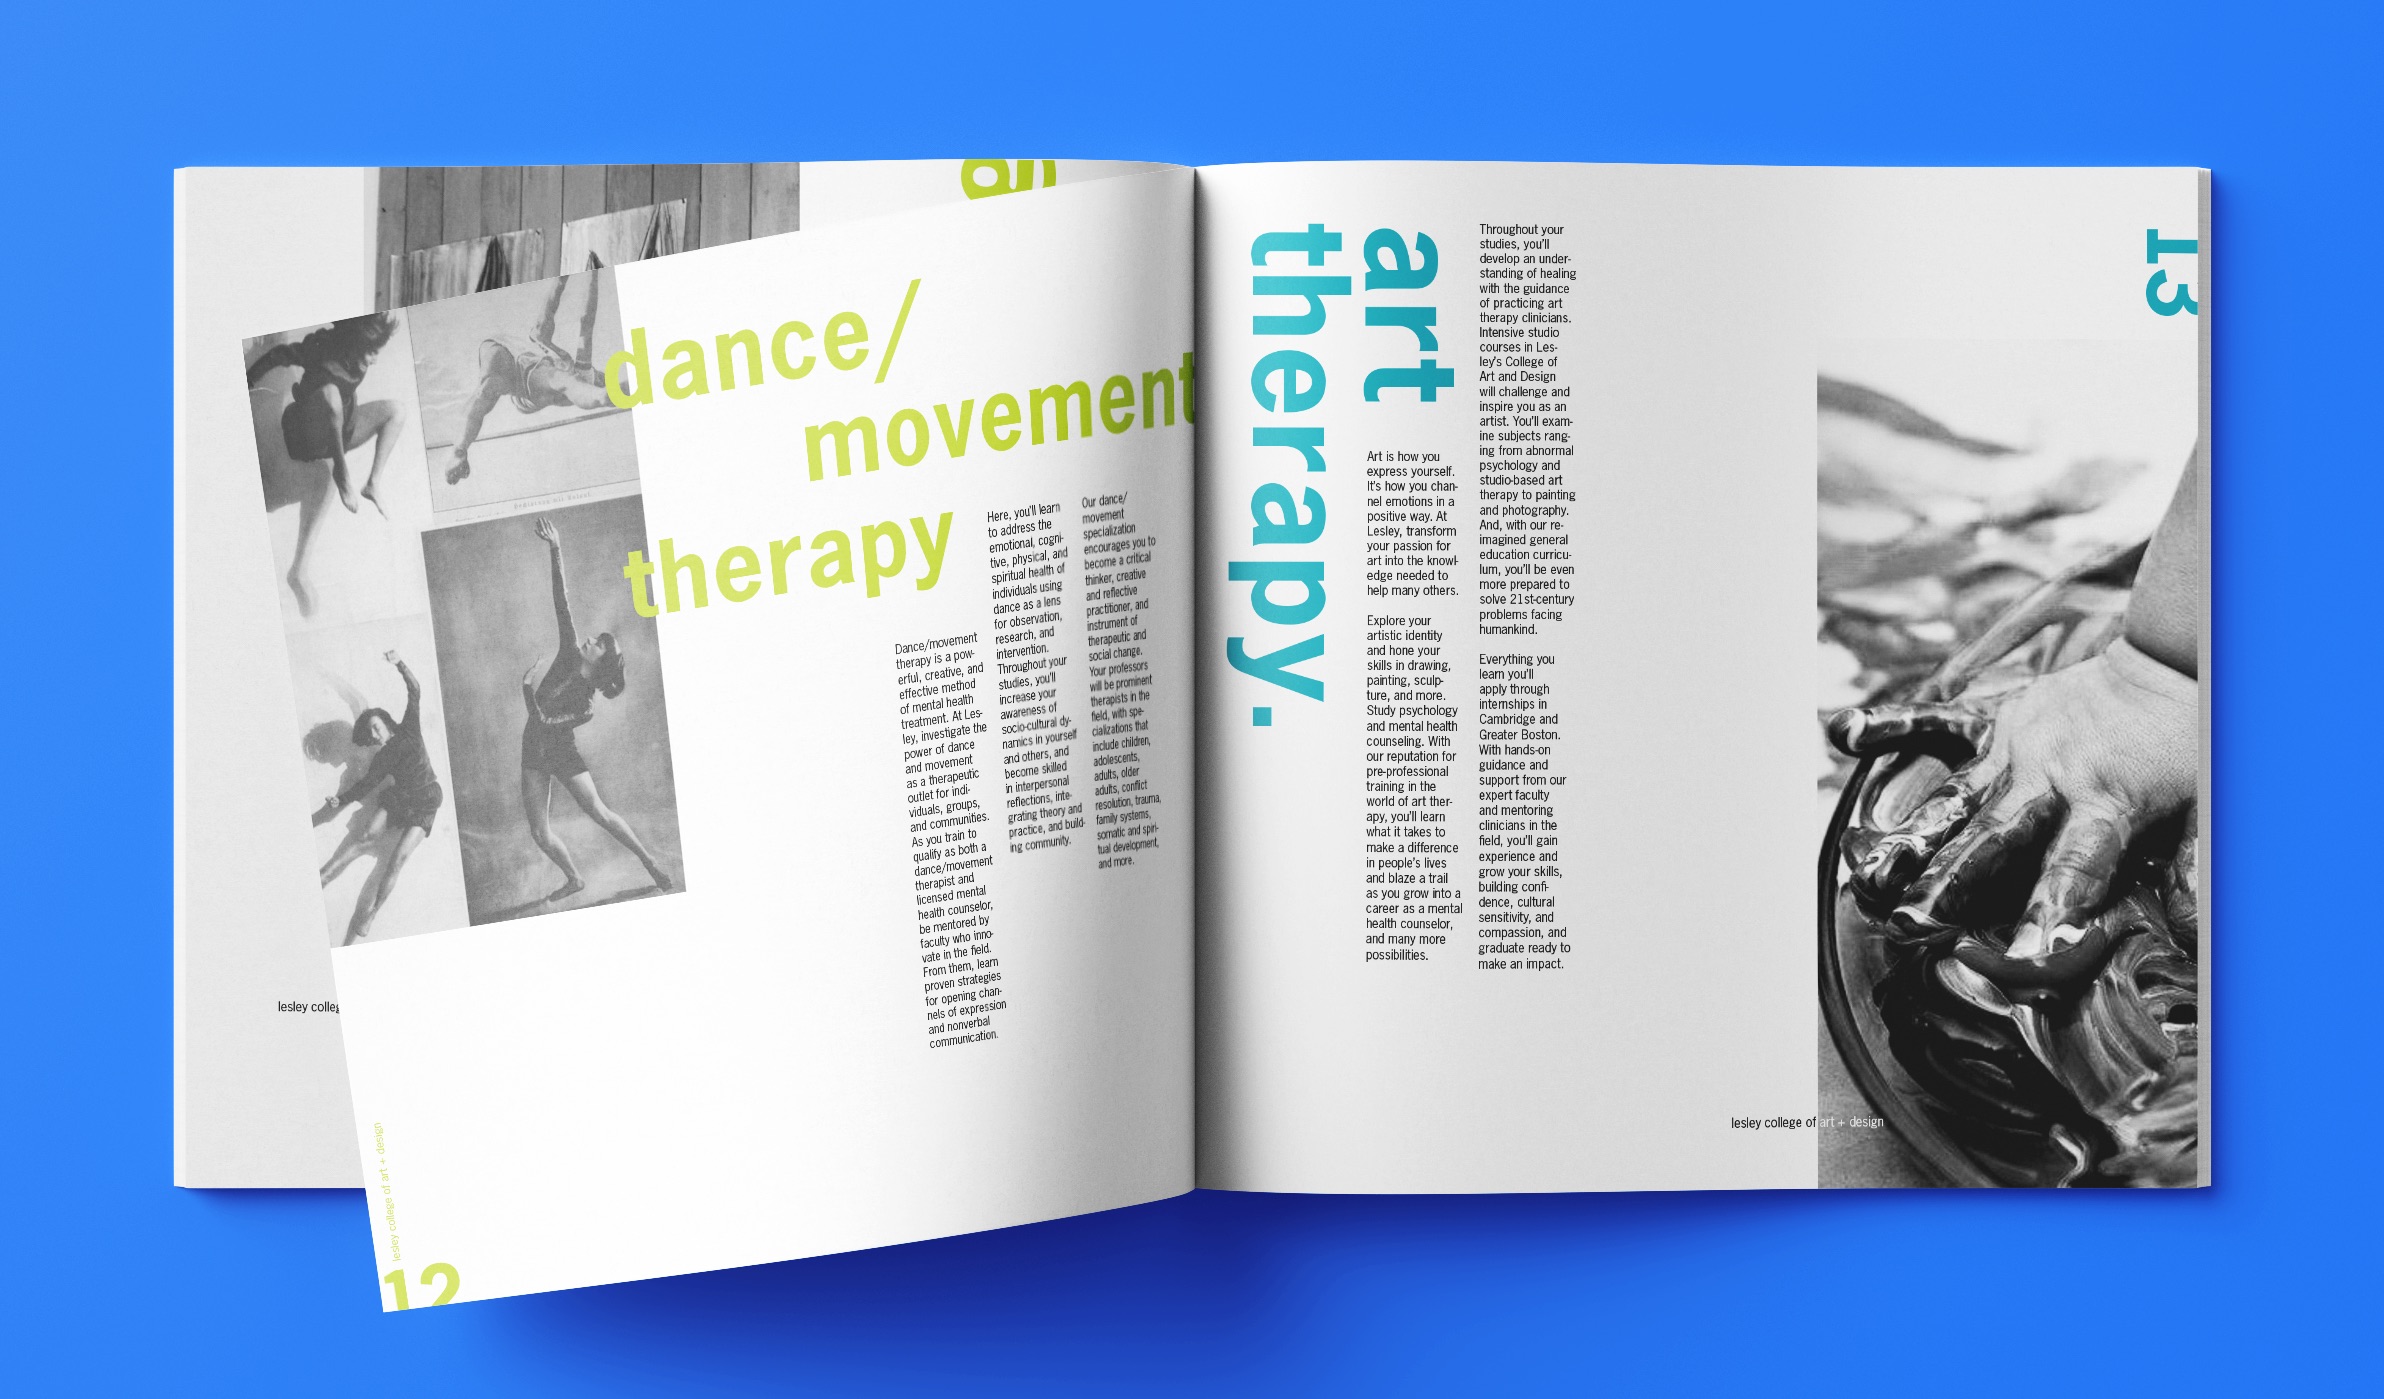 lesley colleg
dance/
movement
therapy
Dance/movement
therapy is a pow-
erful, creative, and
effective method
of mental health
treatment. At Les-
ley, investigate the
power of dance
and movement
as a therapeutic
outlet for indi-
viduals, groups,
and communities.
As you train to
qualify as both a
dance/movement
therapist and
licensed mental
health counselor,
be mentored by
faculty who inno-
vate in the field.
From them, learn
proven strategies
for opening chan-
nels of expression
and nonverbal
communication.
Here, you'll learn
to address the
emotional, cogni-
tive, physical, and
spiritual health of
individuals using
dance as a lens
for observation,
research, and
intervention.
Throughout your
studies, you'll
increase your
awareness of
socio-cultural dy-
namics in yourself
and others, and
become skilled
in interpersonal
reflections, inte-
grating theory and
practice, and build-
ing community.
Our dance/
movement
specialization
encourages you to
become a critical
thinker, creative
and reflective
practitioner, and
instrument of
therapeutic and
social change.
Your professors
will be prominent
therapists in the
field, with spe-
cializations that
include children,
adolescents,
adults, older
adults, conflict
resolution, trauma,
family systems,
somatic and spiri-
tual development,
and more.
lesley college of art + design
12
art
therapy.
Art is how you
express yourself.
It's how you chan-
nel emotions in a
positive way. At
Lesley, transform
your passion for
art into the knowl-
edge needed to
help many others.
Explore your
artistic identity
and hone your
skills in drawing,
painting, sculp-
ture, and more.
Study psychology
and mental health
counseling. With
our reputation for
pre-professional
training in the
world of art ther-
apy, you'll learn
what it takes to
make a difference
in people's lives
and blaze a trail
as you grow into a
career as a mental
health counselor,
and many more
possibilities.
Throughout your
studies, you'll
develop an under-
standing of healing
with the guidance
of practicing art
therapy clinicians.
Intensive studio
courses in Les-
ley's College of
Art and Design
will challenge and
inspire you as an
artist. You'll exam-
ine subjects rang-
ing from abnormal
psychology and
studio-based art
therapy to painting
and photography.
And, with our re-
imagined general
education curricu-
lum, you'll be even
more prepared to
solve 21st-century
problems facing
humankind.
Everything you
learn you'll
apply through
internships in
Cambridge and
Greater Boston.
With hands-on
guidance and
support from our
expert faculty
and mentoring
clinicians in the
field, you'll gain
experience and
grow your skills,
building confi-
dence, cultural
sensitivity, and
compassion, and
graduate ready to
make an impact.
13
lesley college of art + design